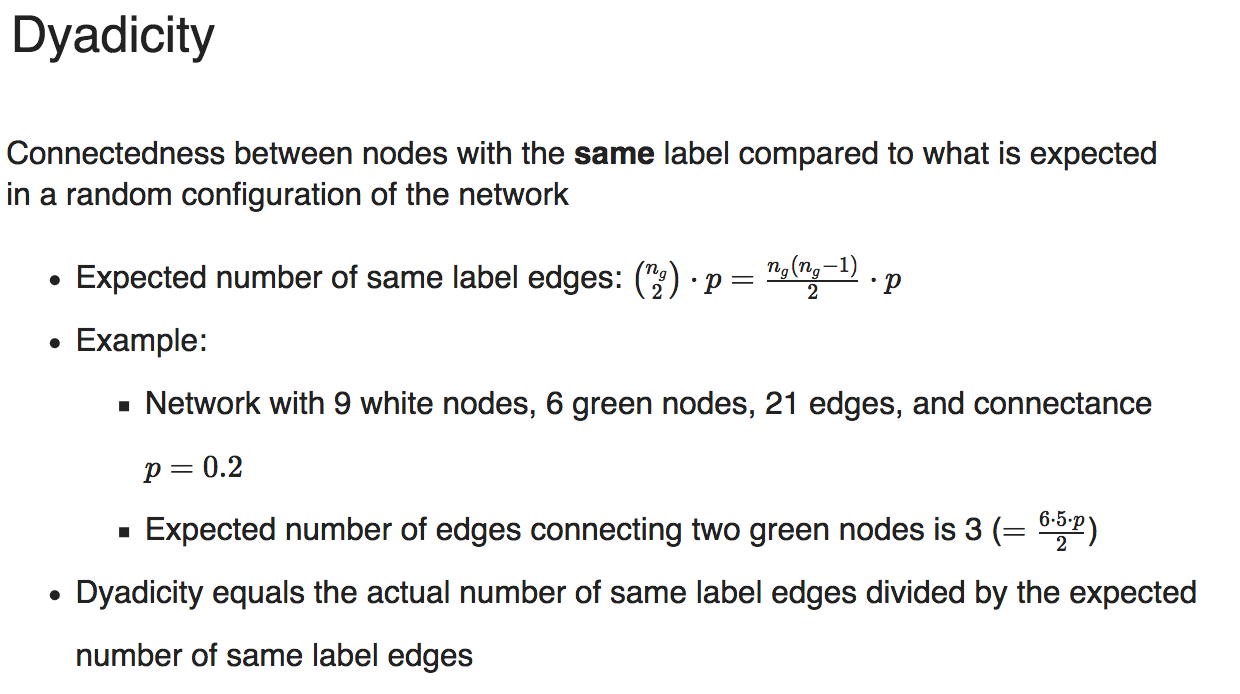 Dyadicity
Connectedness between nodes with the same label compared to what is expected
in a random configuration of the network
• Expected number of same label edges: $\binom{n_g}{2} \cdot p = \frac{n_g(n_g-1)}{2} \cdot p$
• Example:
▪ Network with 9 white nodes, 6 green nodes, 21 edges, and connectance
$p = 0.2$
▪ Expected number of edges connecting two green nodes is 3 (= $\frac{6 \cdot 5 \cdot p}{2}$)
• Dyadicity equals the actual number of same label edges divided by the expected
number of same label edges